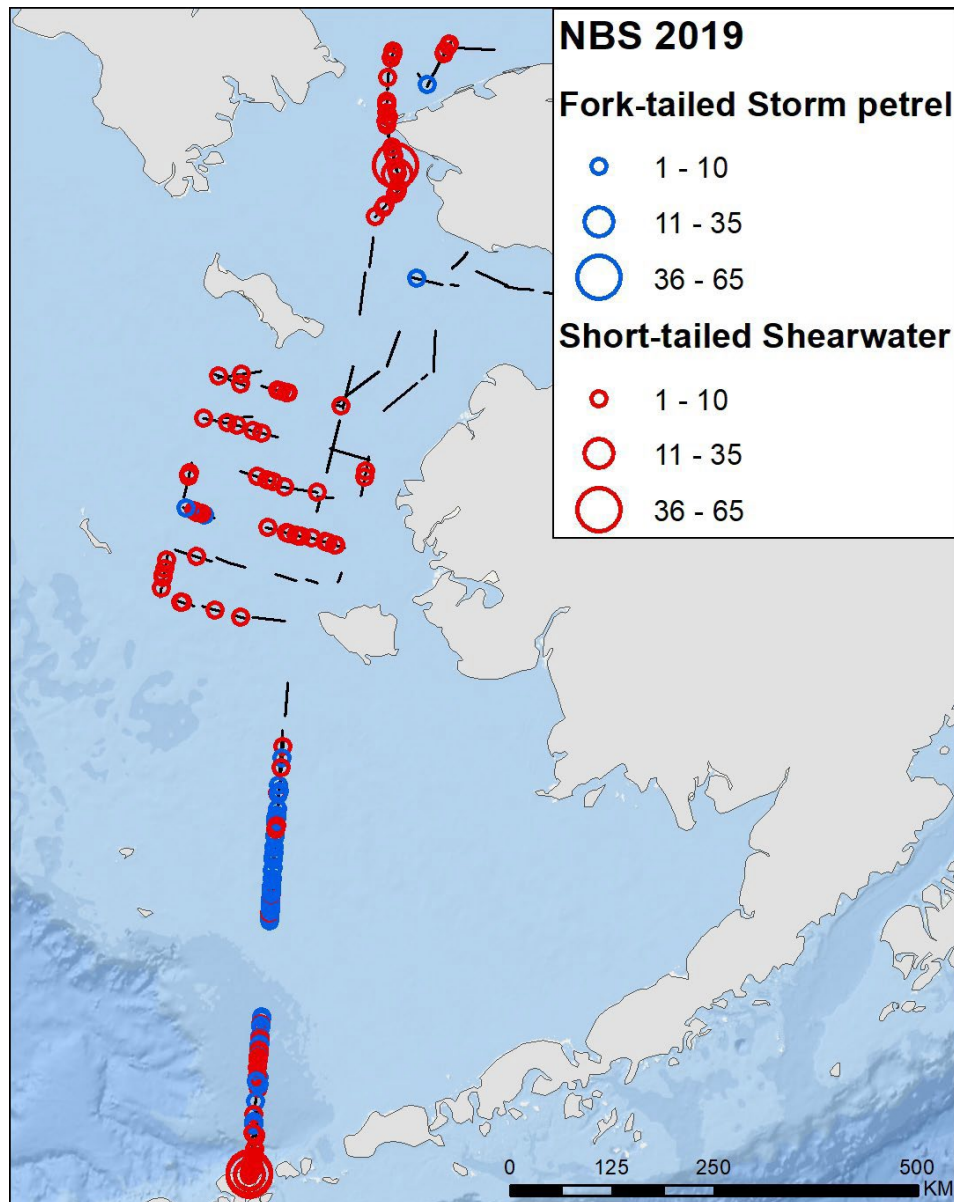 NBS 2019
Fork-tailed Storm petrel
1 - 10
11 - 35
36 - 65
Short-tailed Shearwater
1 - 10
11 - 35
36 - 65
0 125 250 500
KM